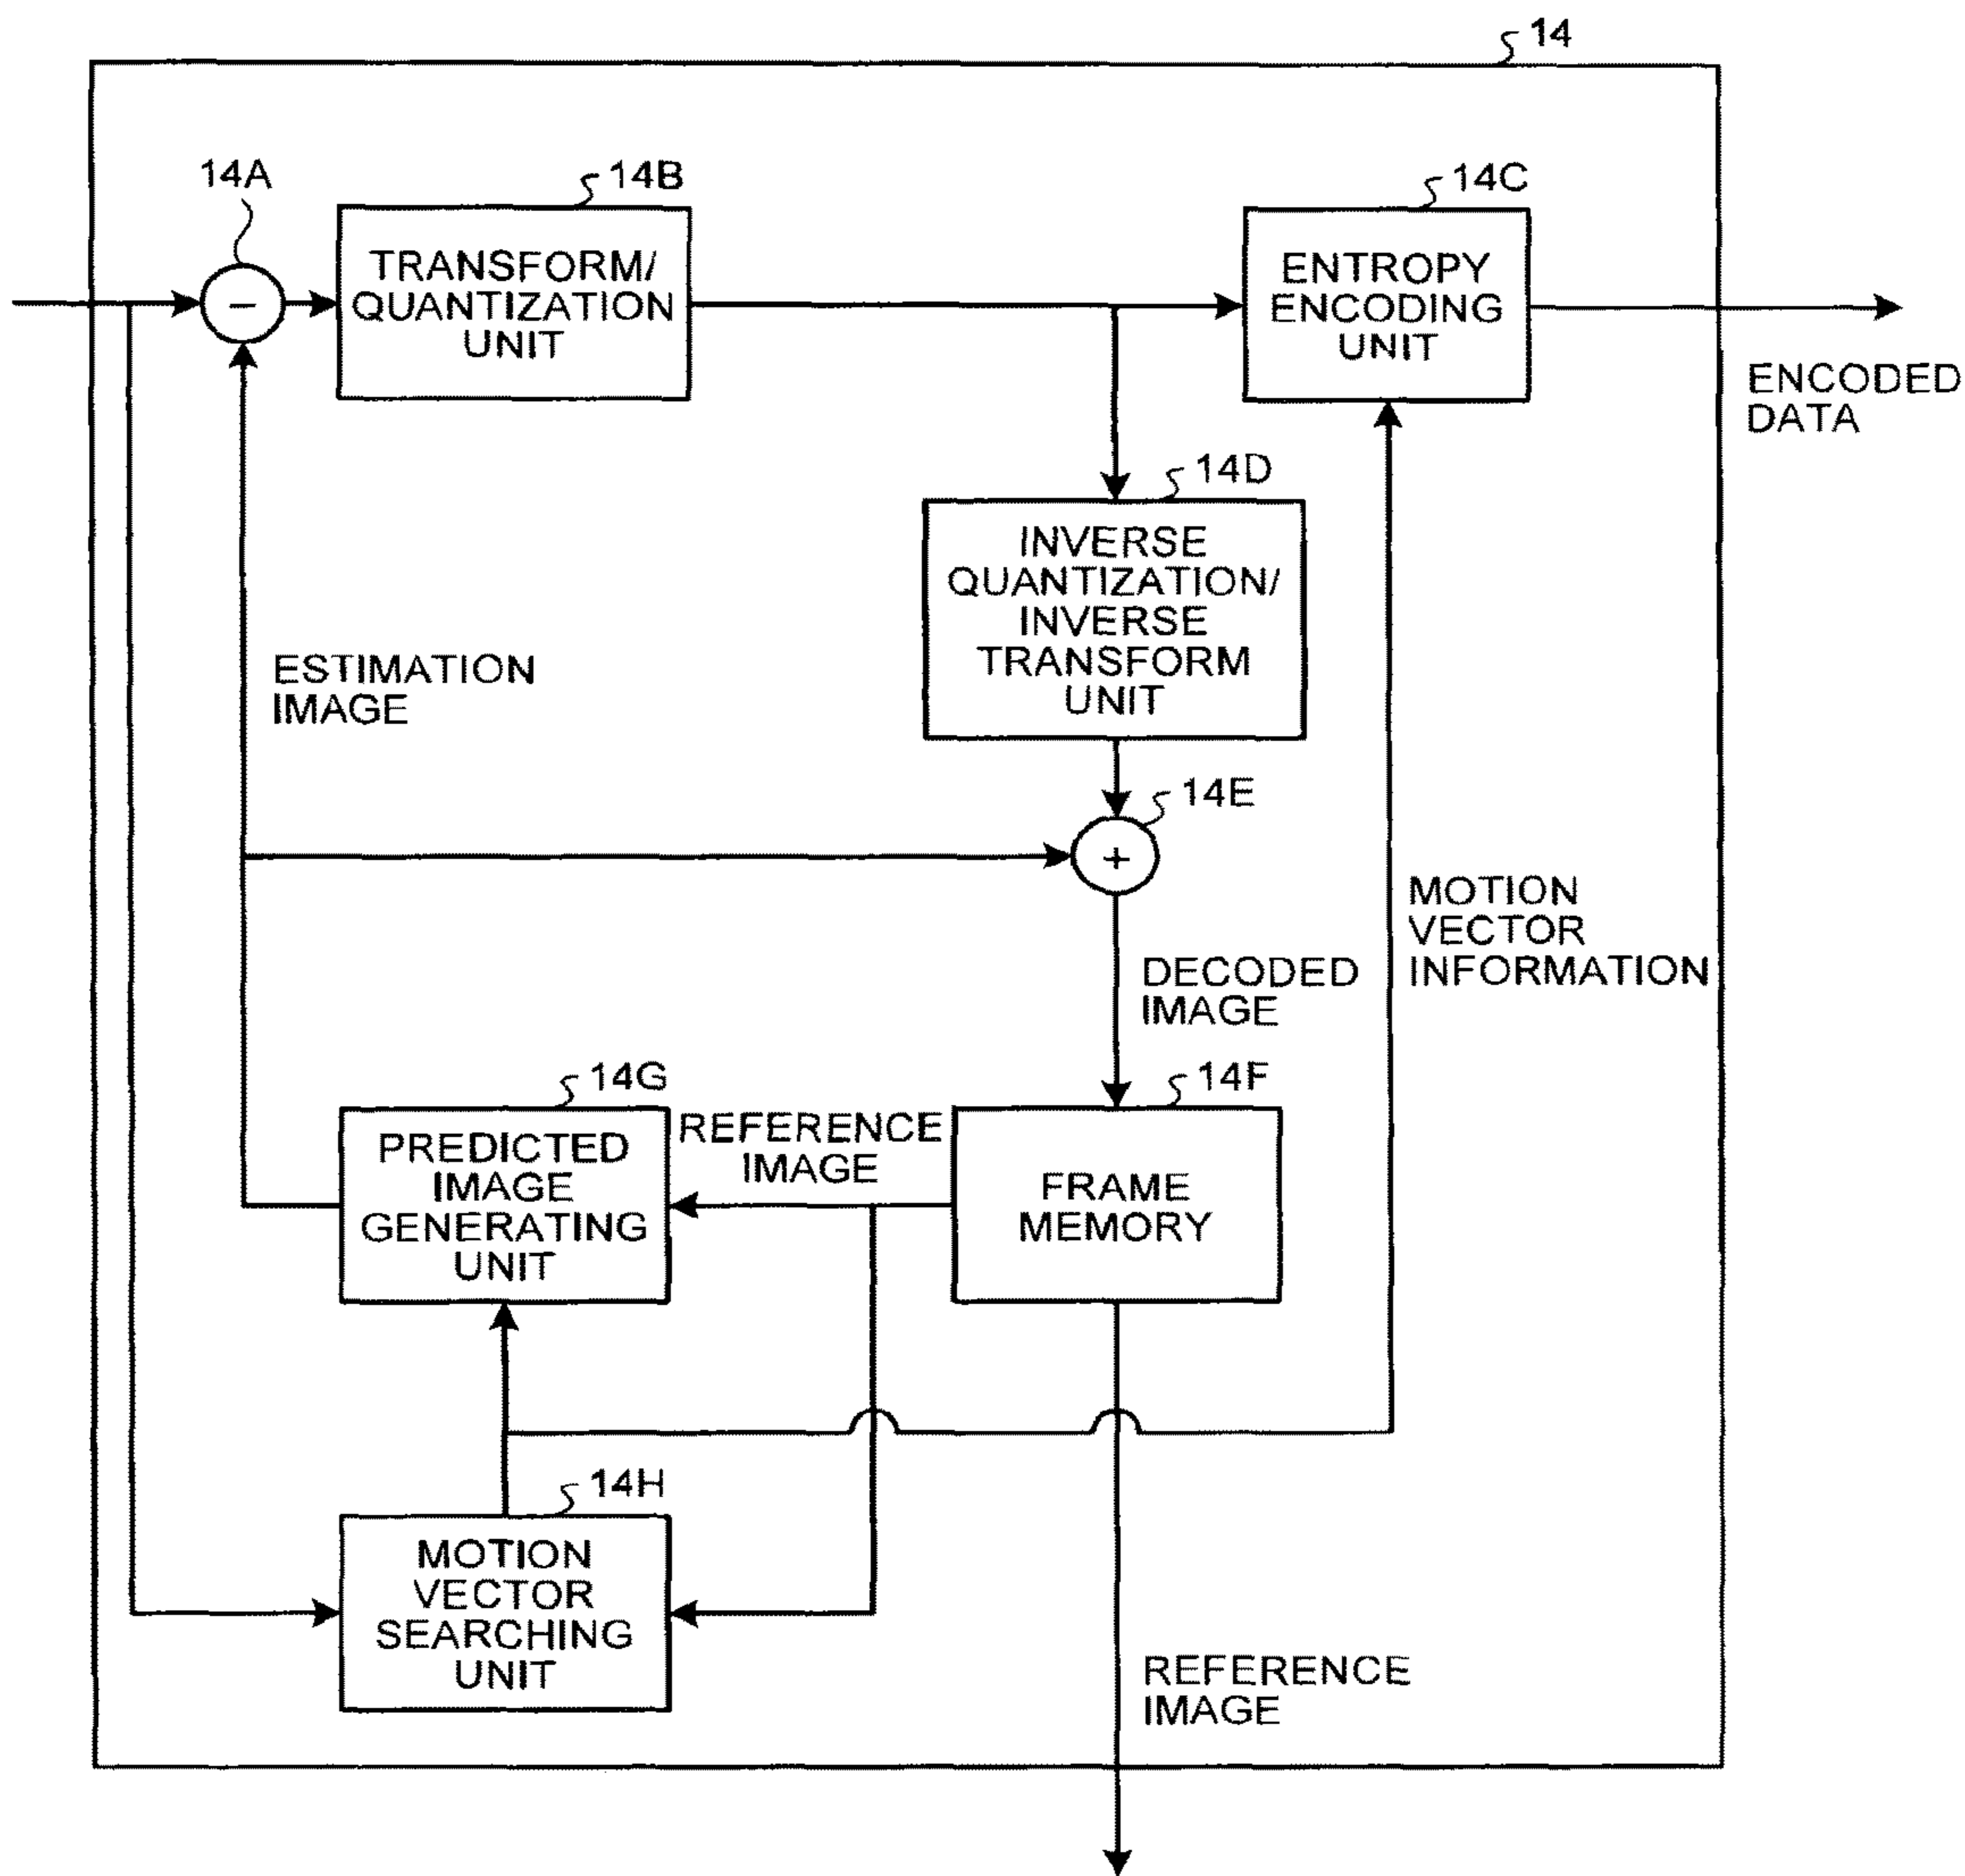 14
14A
14B
14C
TRANSFORM/
QUANTIZATION
UNIT
ENTROPY
ENCODING
UNIT
−
ENCODED
DATA
14D
INVERSE
QUANTIZATION/
INVERSE
TRANSFORM
UNIT
ESTIMATION
IMAGE
14E
+
MOTION
VECTOR
INFORMATION
DECODED
IMAGE
14G
14F
PREDICTED
IMAGE
GENERATING
UNIT
REFERENCE
IMAGE
FRAME
MEMORY
14H
MOTION
VECTOR
SEARCHING
UNIT
REFERENCE
IMAGE